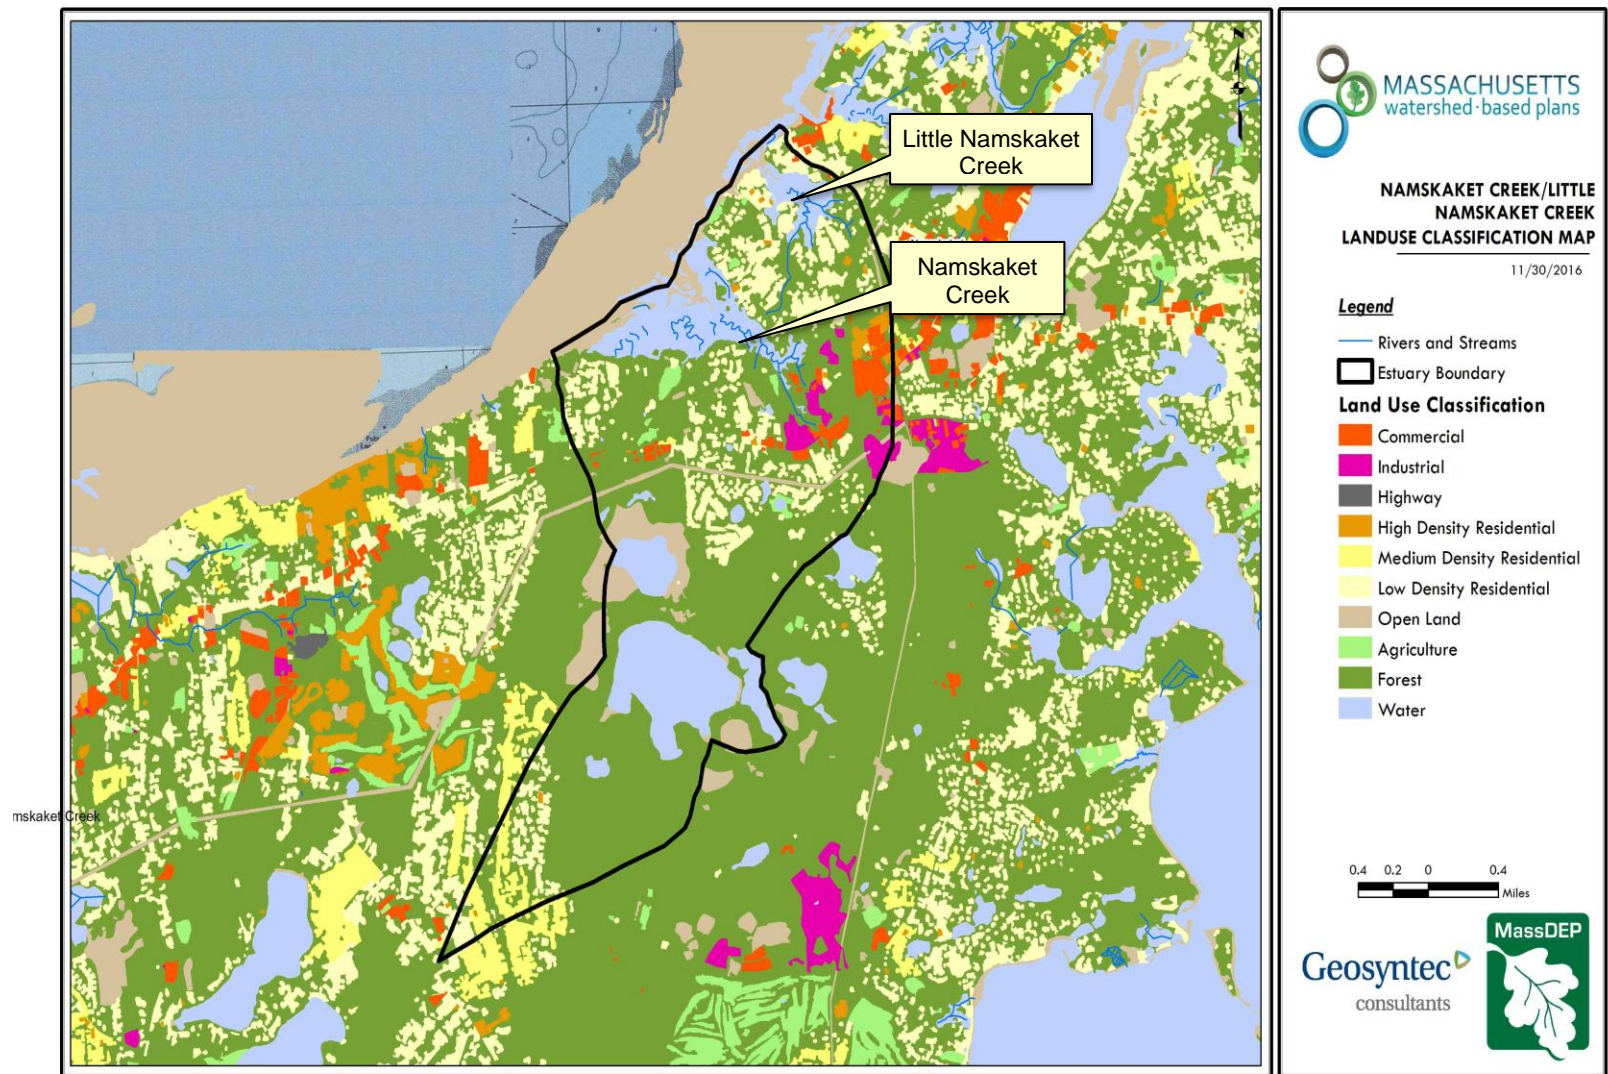 Little Namskaket
Creek
Namskaket
Creek
mskaket Creek
MASSACHUSETTS
watershed·based plans
NAMSKAKET CREEK/LITTLE
NAMSKAKET CREEK
LANDUSE CLASSIFICATION MAP
11/30/2016
Legend
Rivers and Streams
Estuary Boundary
Land Use Classification
Commercial
Industrial
Highway
High Density Residential
Medium Density Residential
Low Density Residential
Open Land
Agriculture
Forest
Water
0.4 0.2 0 0.4
Miles
Geosyntec
consultants
MassDEP